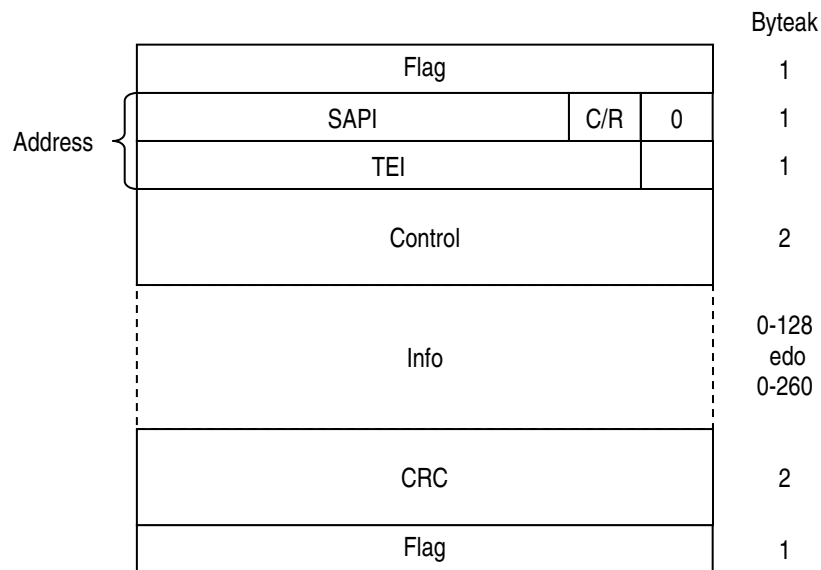 Byteak
Flag 1
Address
SAPI C/R 0 1
TEI 1
Control 2
Info
0-128
edo
0-260
CRC 2
Flag 1